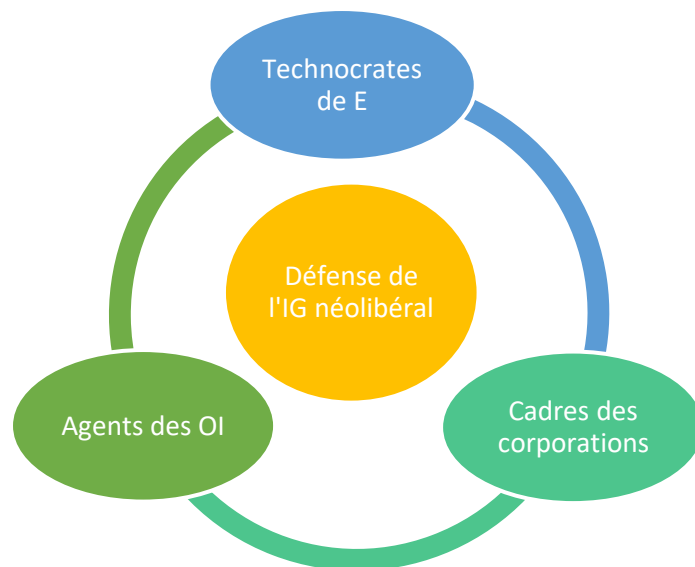 Technocrates
de E
Défense de
l'IG néolibéral
Agents des OI
Cadres des
corporations